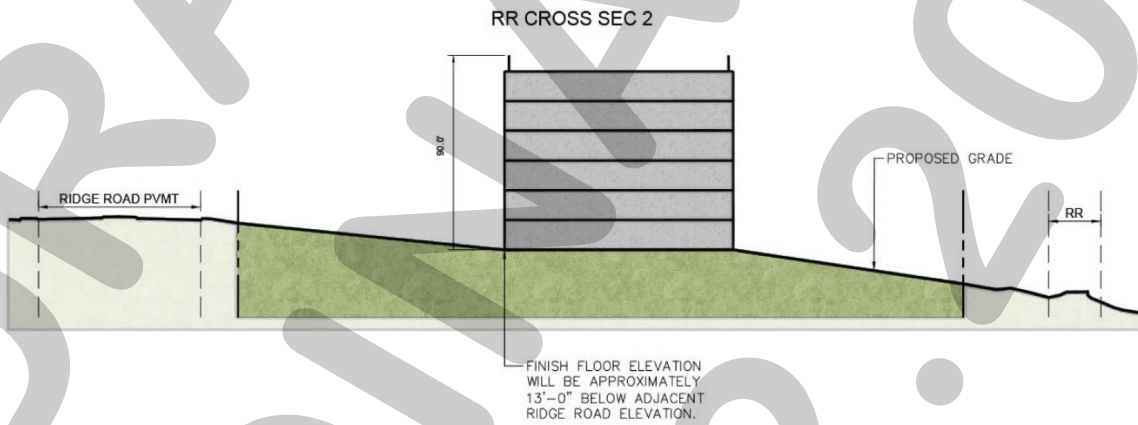 RR CROSS SEC 2
90.0'
PROPOSED GRADE
RIDGE ROAD PVMT
RR
FINISH FLOOR ELEVATION
WILL BE APPROXIMATELY
13'-0" BELOW ADJACENT
RIDGE ROAD ELEVATION.